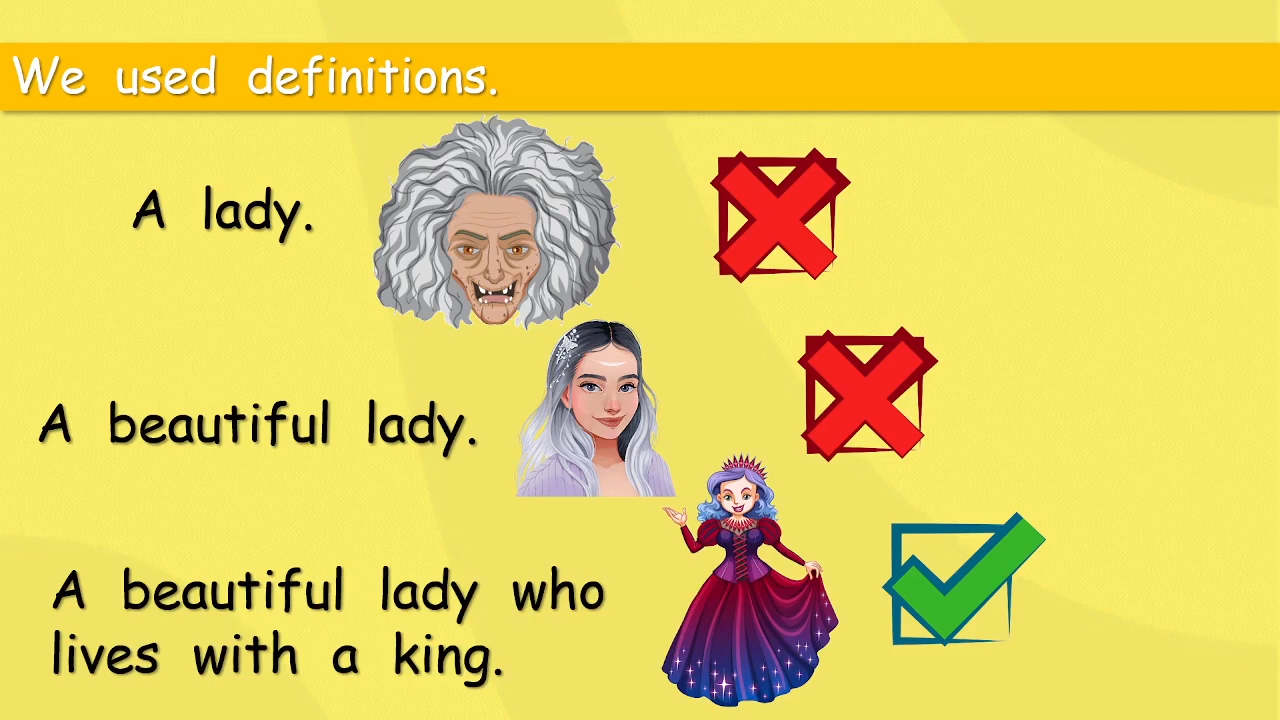 We used definitions.
A lady.
A beautiful lady.
A beautiful lady who
lives with a king.